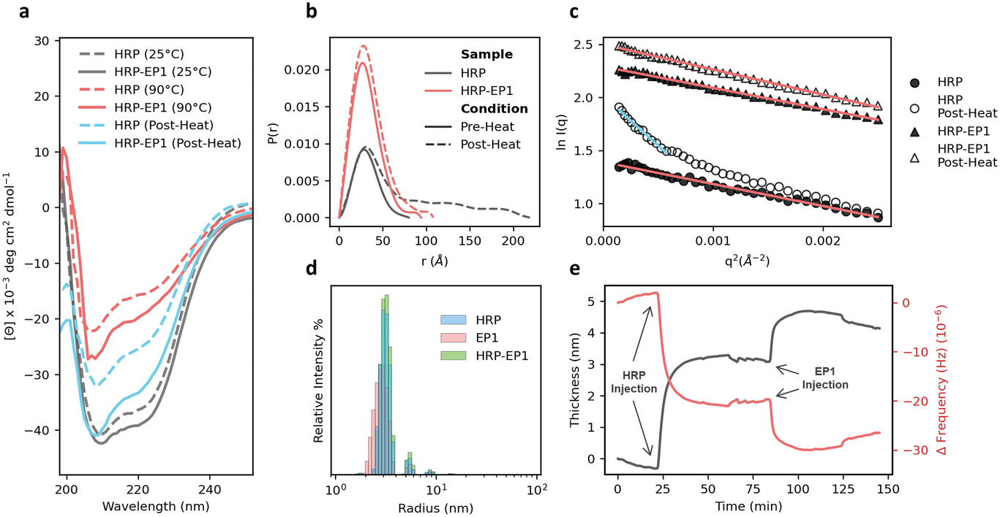 a
30
20
10
0
−10
−20
−30
−40
[Θ] x 10⁻³ deg cm² dmol⁻¹
HRP (25°C)
HRP-EP1 (25°C)
HRP (90°C)
HRP-EP1 (90°C)
HRP (Post-Heat)
HRP-EP1 (Post-Heat)
200
220
240
Wavelength (nm)
b
P(r)
0.020
0.015
0.010
0.005
0.000
Sample
HRP
HRP-EP1
Condition
Pre-Heat
Post-Heat
0
50
100
150
200
r (Å)
c
ln I(q)
2.5
2.0
1.5
1.0
0.000
0.001
0.002
q²(Å⁻²)
HRP
HRP
Post-Heat
HRP-EP1
HRP-EP1
Post-Heat
d
Relative Intensity %
HRP
EP1
HRP-EP1
10⁰
10¹
10²
Radius (nm)
e
Thickness (nm)
5
4
3
2
1
0
HRP
Injection
EP1
Injection
0
−10
−20
−30
Δ Frequency (Hz) (10⁻⁶)
0
25
50
75
100
125
150
Time (min)